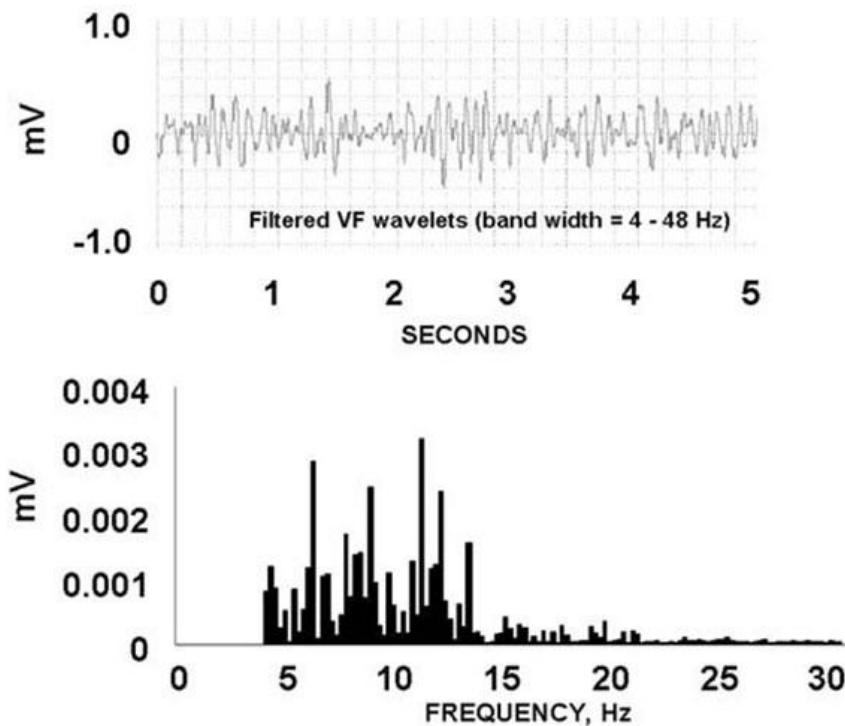 1.0
mV
0
Filtered VF wavelets (band width = 4 - 48 Hz)
-1.0
0 1 2 3 4 5
SECONDS
0.004
0.003
mV
0.002
0.001
0
0 5 10 15 20 25 30
FREQUENCY, Hz